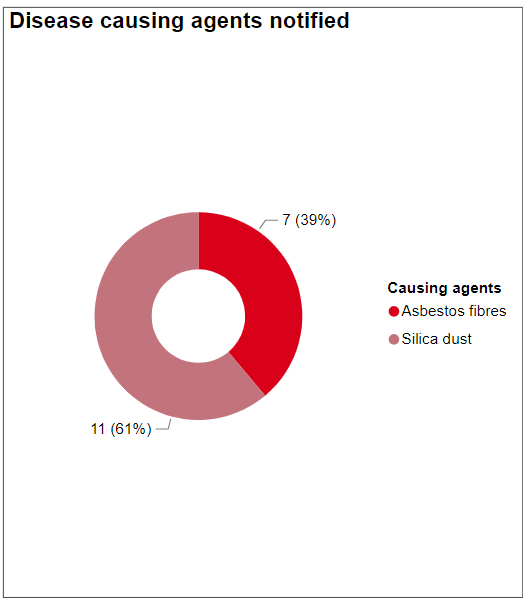 Disease causing agents notified
7 (39%)
Causing agents
Asbestos fibres
Silica dust
11 (61%)